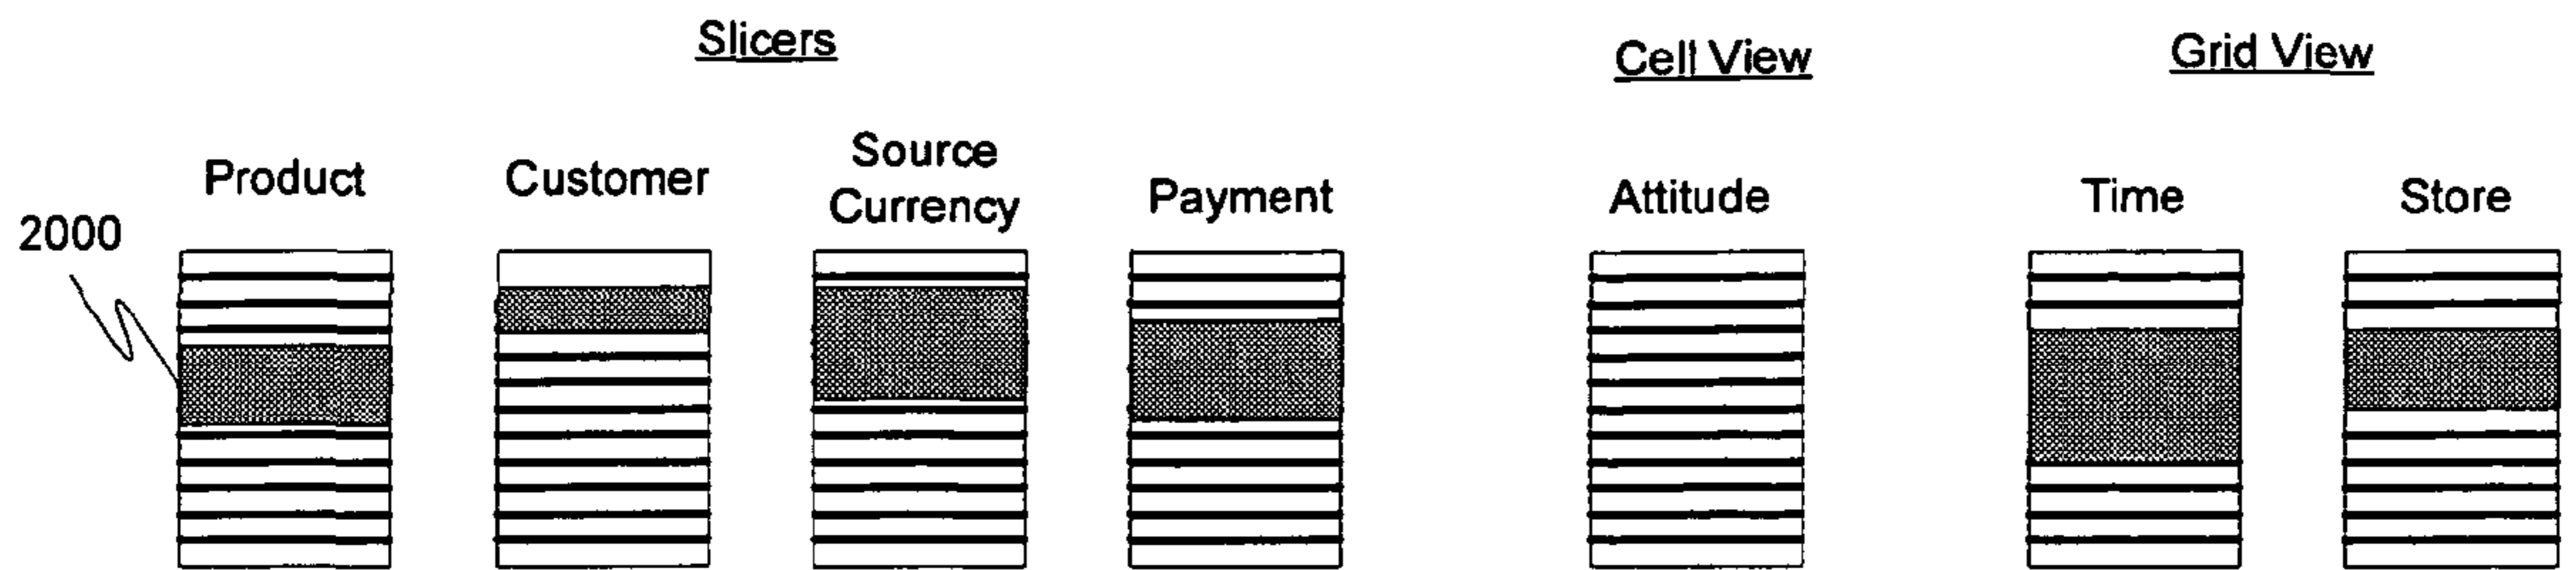 Slicers
Cell View
Grid View
Product
Customer
Source
Currency
Payment
Attitude
Time
Store
2000